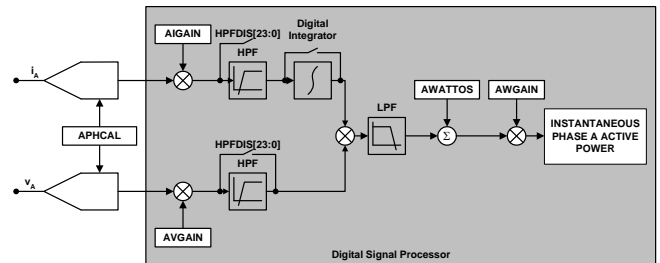 Digital
Integrator
AIGAIN
HPFDIS[23:0]
HPF
iA
AWATTOS
AWGAIN
LPF
INSTANTANEOUS
PHASE A ACTIVE
POWER
APHCAL
Σ
HPFDIS[23:0]
HPF
vA
AVGAIN
Digital Signal Processor